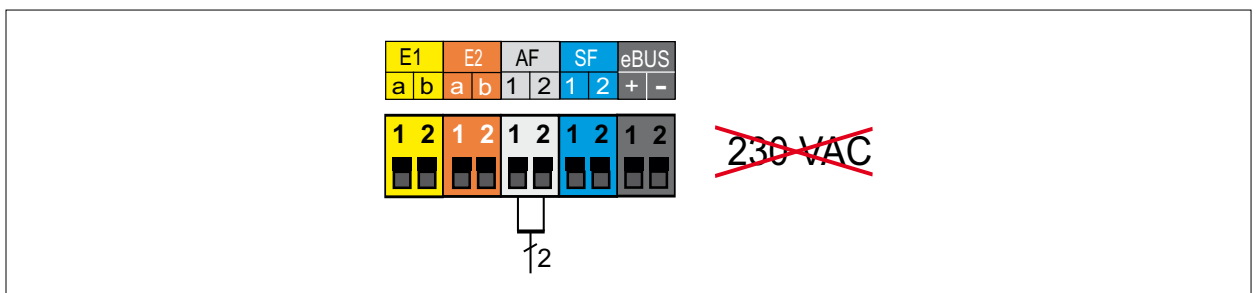 E1 E2 AF SF eBUS
a b a b 1 2 1 2 + -
1 2 1 2 1 2 1 2 1 2
230 VAC
2